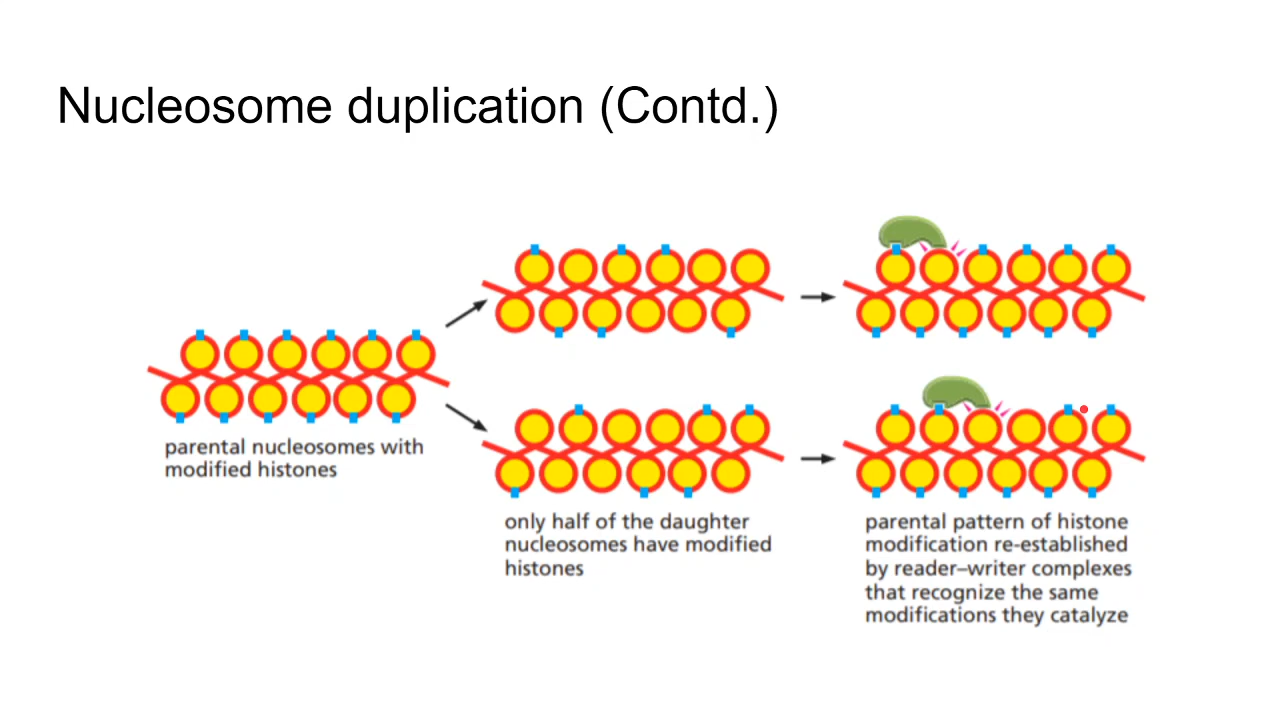 Nucleosome duplication (Contd.)
parental nucleosomes with
modified histones
only half of the daughter
nucleosomes have modified
histones
parental pattern of histone
modification re-established
by reader–writer complexes
that recognize the same
modifications they catalyze